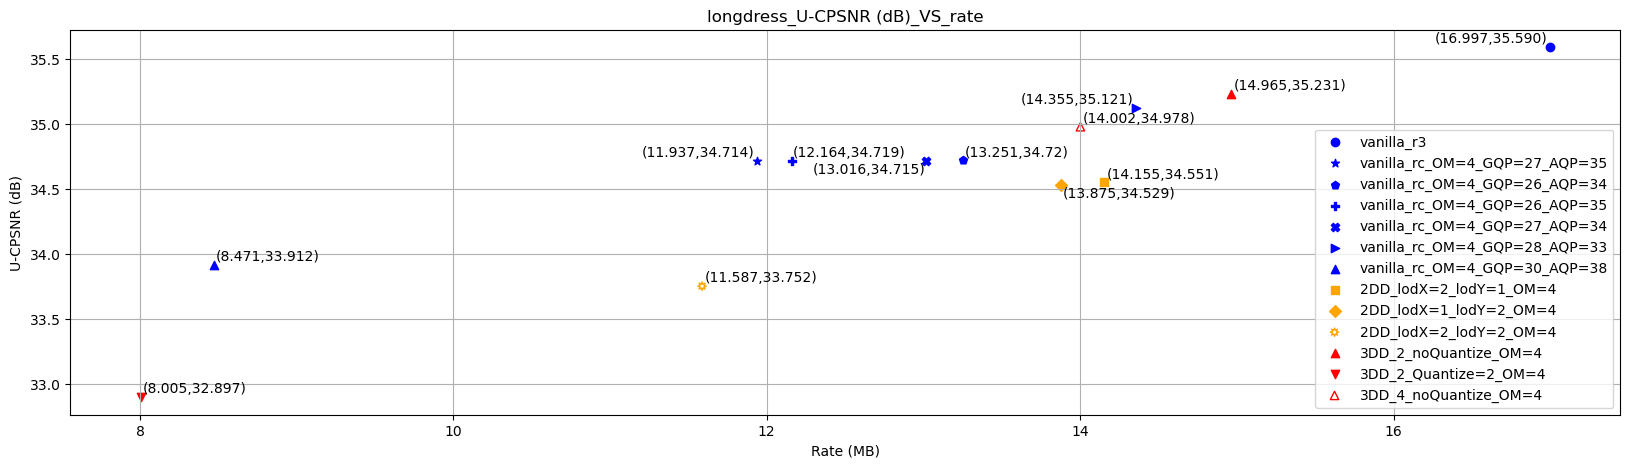 longdress_U-CPSNR (dB)_VS_rate
U-CPSNR (dB)
35.5
35.0
34.5
34.0
33.5
33.0
(16.997,35.590)
(14.965,35.231)
(14.355,35.121)
(14.002,34.978)
(11.937,34.714)
(12.164,34.719)
(13.251,34.72)
(13.016,34.715)
(14.155,34.551)
(13.875,34.529)
(8.471,33.912)
(11.587,33.752)
(8.005,32.897)
vanilla_r3
vanilla_rc_OM=4_GQP=27_AQP=35
vanilla_rc_OM=4_GQP=26_AQP=34
vanilla_rc_OM=4_GQP=26_AQP=35
vanilla_rc_OM=4_GQP=27_AQP=34
vanilla_rc_OM=4_GQP=28_AQP=33
vanilla_rc_OM=4_GQP=30_AQP=38
2DD_lodX=2_lodY=1_OM=4
2DD_lodX=1_lodY=2_OM=4
2DD_lodX=2_lodY=2_OM=4
3DD_2_noQuantize_OM=4
3DD_2_Quantize=2_OM=4
3DD_4_noQuantize_OM=4
8
10
12
14
16
Rate (MB)